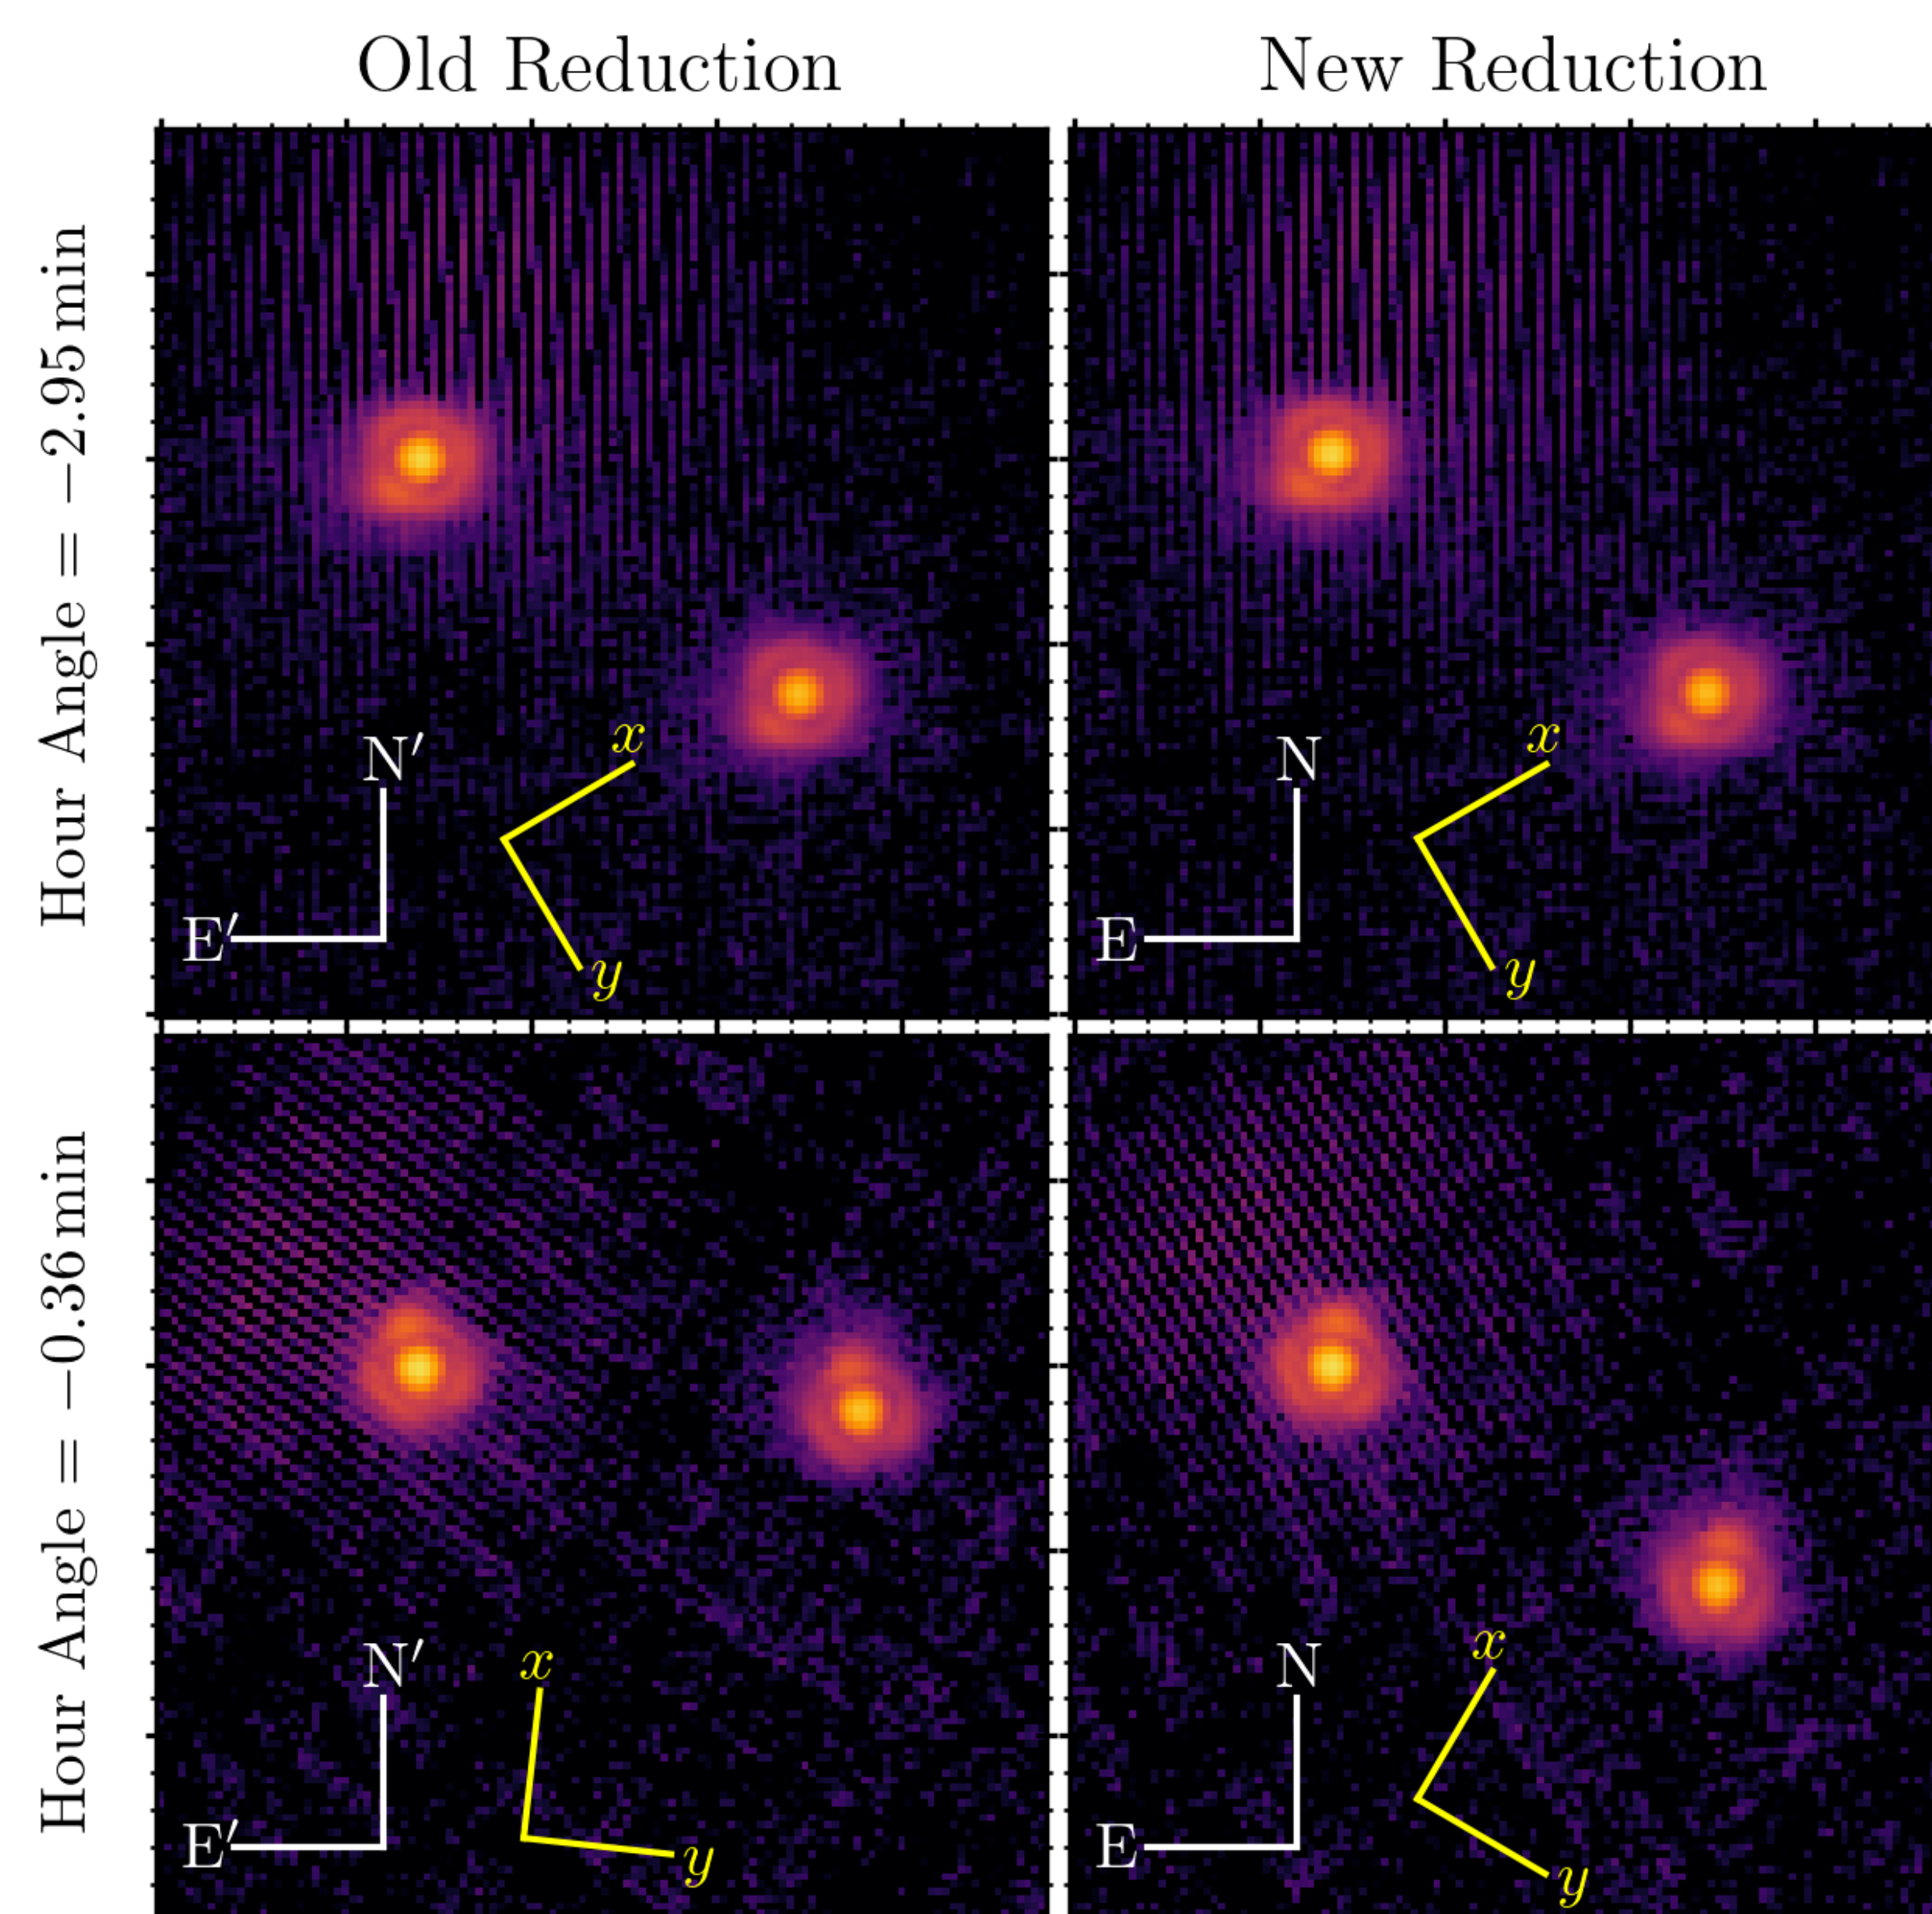 Old Reduction
New Reduction
Hour Angle = −2.95 min
N′
x
E′
y
N
x
E
y
Hour Angle = −0.36 min
N′
x
E′
y
N
x
E
y